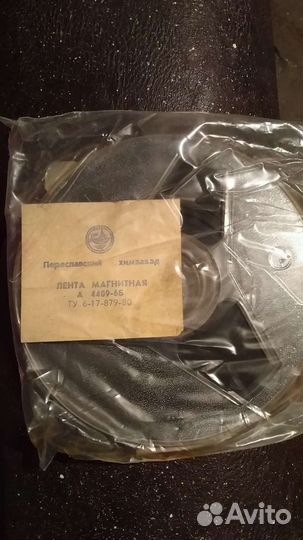 Переславский химзавод
ЛЕНТА МАГНИТНАЯ
А 4409-6Б
ТУ 6-17-879-80
Avito